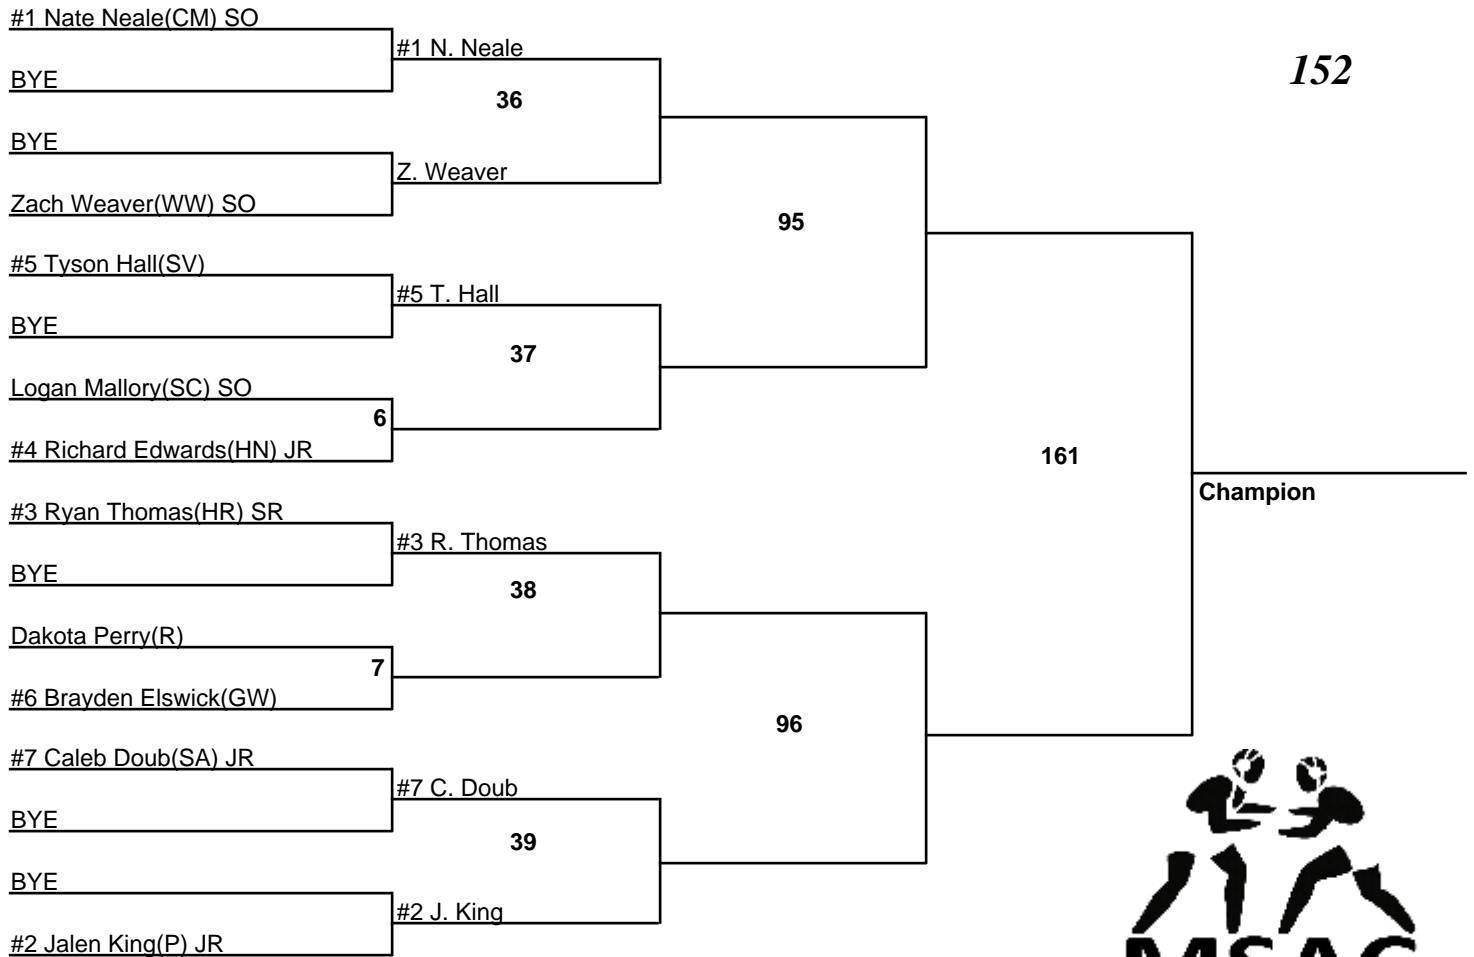 #1 Nate Neale(CM) SO
BYE
BYE
Zach Weaver(WW) SO
#5 Tyson Hall(SV)
BYE
Logan Mallory(SC) SO
6
#4 Richard Edwards(HN) JR
#3 Ryan Thomas(HR) SR
BYE
Dakota Perry(R)
7
#6 Brayden Elswick(GW)
#7 Caleb Doub(SA) JR
BYE
BYE
#2 Jalen King(P) JR
#1 N. Neale
36
Z. Weaver
#5 T. Hall
37
#3 R. Thomas
38
#7 C. Doub
39
#2 J. King
95
96
161
Champion
152
MSAC